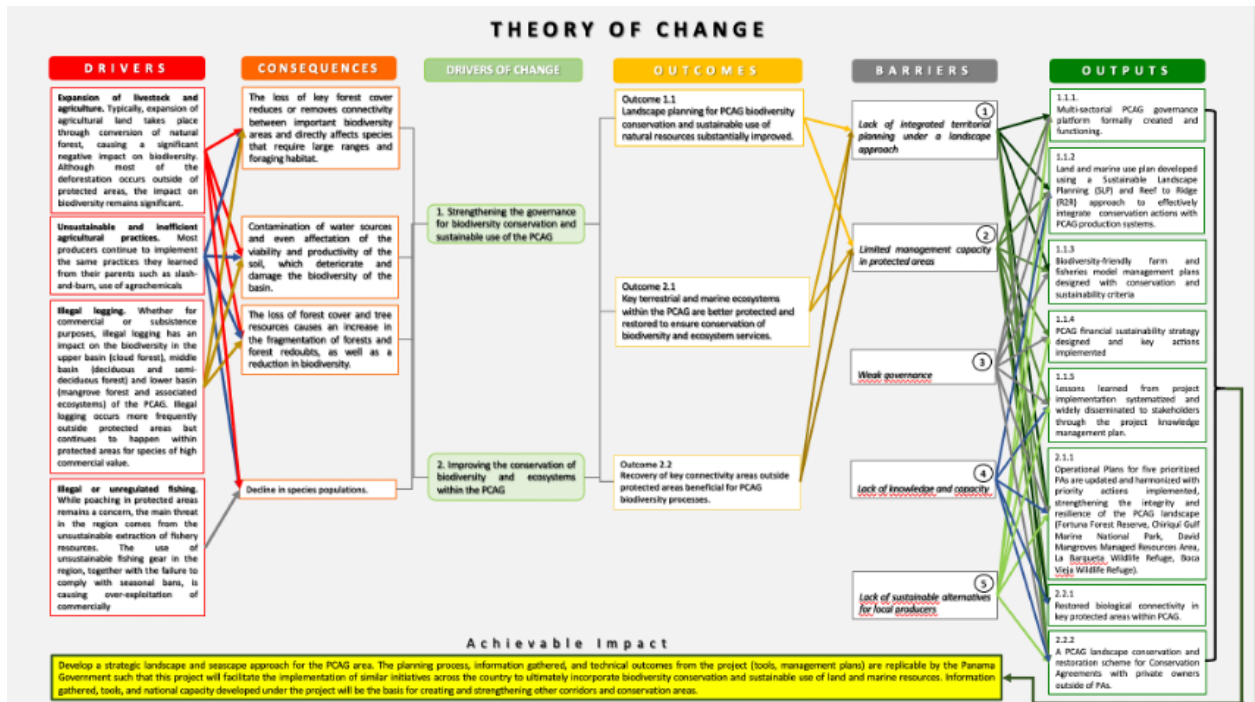 THEORY OF CHANGE
DRIVERS
Expansion of livestock and
agriculture. Typically, expansion of
agricultural land takes place
through conversion of natural
forest, causing a significant
negative impact on biodiversity.
Although most of the
deforestation occurs outside of
protected areas, the impact on
biodiversity remains significant.
Unsustainable and inefficient
agricultural practices. Most
producers continue to implement
the same practices they learned
from their parents such as slash-
and-burn, use of agrochemicals
Illegal logging. Whether for
commercial or subsistence
purposes, illegal logging has an
impact on the biodiversity in the
upper basin (cloud forest), middle
basin (deciduous and semi-
deciduous forest) and lower basin
(mangrove forest and associated
ecosystems) of the PCAG. Illegal
logging occurs more frequently
outside protected areas but
continues to happen within
protected areas for species of high
commercial value.
Illegal or unregulated fishing.
While poaching in protected areas
remains a concern, the main threat
in the region comes from the
unsustainable extraction of fishery
resources. The use of
unsustainable fishing gear in the
region, together with the failure to
comply with seasonal bans, is
causing over-exploitation of
commercially
CONSEQUENCES
The loss of key forest cover
reduces or removes connectivity
between important biodiversity
areas and directly affects species
that require large ranges and
foraging habitat.
Contamination of water sources
and even affectation of the
viability and productivity of the
soil, which deteriorate and
damage the biodiversity of the
basin.
The loss of forest cover and tree
resources causes an increase in
the fragmentation of forests and
forest redoubts, as well as a
reduction in biodiversity.
Decline in species populations.
DRIVERS OF CHANGE
1. Strengthening the governance
for biodiversity conservation and
sustainable use of the PCAG
2. Improving the conservation of
biodiversity and ecosystems
within the PCAG
OUTCOMES
Outcome 1.1
Landscape planning for PCAG biodiversity
conservation and sustainable use of
natural resources substantially improved.
Outcome 2.1
Key terrestrial and marine ecosystems
within the PCAG are better protected and
restored to ensure conservation of
biodiversity and ecosystem services.
Outcome 2.2
Recovery of key connectivity areas outside
protected areas beneficial for PCAG
biodiversity processes.
BARRIERS
1
Lack of integrated territorial
planning under a landscape
approach
2
Limited management capacity
in protected areas
3
Weak governance
4
Lack of knowledge and capacity
5
Lack of sustainable alternatives
for local producers
OUTPUTS
1.1.1.
Multi-sectorial PCAG governance
platform formally created and
functioning.
1.1.2
Land and marine use plan developed
using a Sustainable Landscape
Planning (SLP) and Reef to Ridge
(R2R) approach to effectively
integrate conservation actions with
PCAG production systems.
1.1.3
Biodiversity-friendly farm and
fisheries model management plans
designed with conservation and
sustainability criteria
1.1.4
PCAG financial sustainability strategy
designed and key actions
implemented
1.1.5
Lessons learned from project
implementation systematized and
widely disseminated to stakeholders
through the project knowledge
management plan.
2.1.1
Operational Plans for five prioritized
PAs are updated and harmonized with
priority actions implemented,
strengthening the integrity and
resilience of the PCAG landscape
(Fortuna Forest Reserve, Chiriquí Gulf
Marine National Park, David
Mangroves Managed Resources Area,
La Barqueta Wildlife Refuge, Boca
Vieja Wildlife Refuge).
2.2.1
Restored biological connectivity in
key protected areas within PCAG.
2.2.2
A PCAG landscape conservation and
restoration scheme for Conservation
Agreements with private owners
outside of PAs.
Achievable Impact
Develop a strategic landscape and seascape approach for the PCAG area. The planning process, information gathered, and technical outcomes from the project (tools, management plans) are replicable by the Panama
Government such that this project will facilitate the implementation of similar initiatives across the country to ultimately incorporate biodiversity conservation and sustainable use of land and marine resources. Information
gathered, tools, and national capacity developed under the project will be the basis for creating and strengthening other corridors and conservation areas.